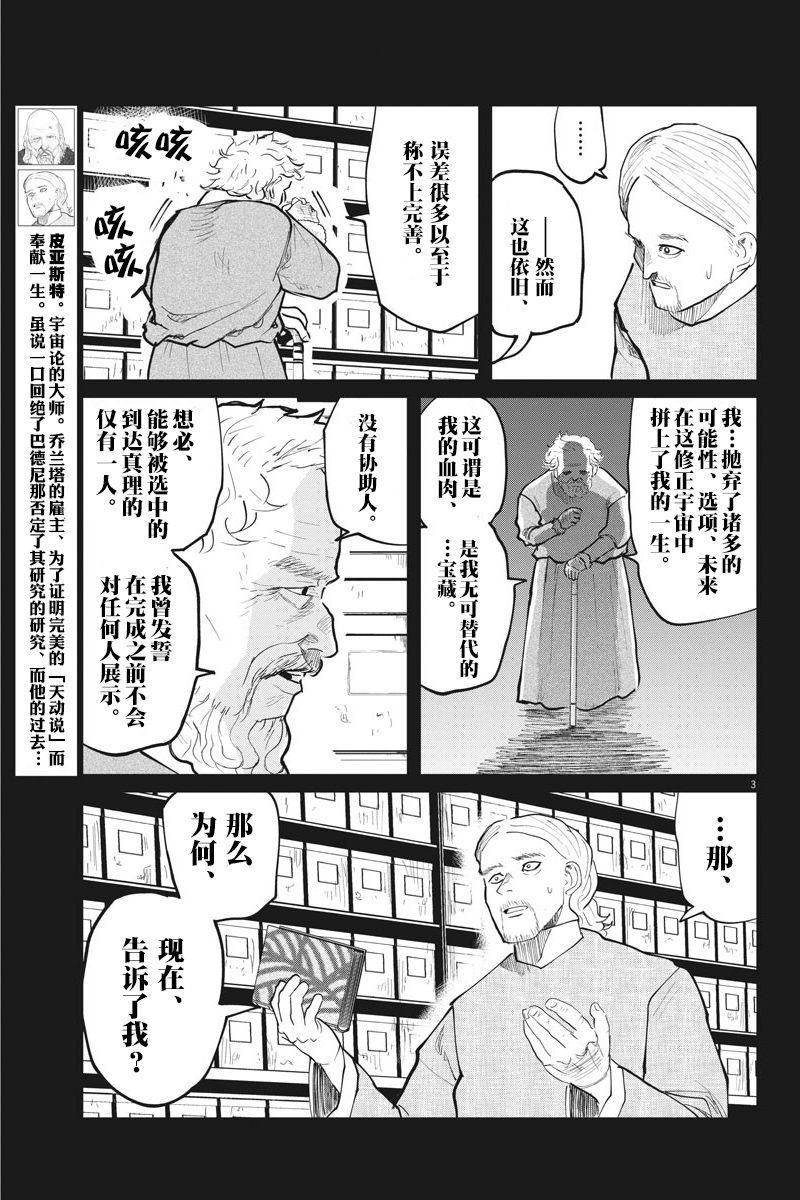 ……
——然而
这也依旧、
误差很多以至于
称不上完善。
咳
咳
咳
咳
我…抛弃了诸多的
可能性、选项、未来
在这修正宇宙中
拼上了我的一生。
这可谓是
我的血肉、
是我无可替代的
…宝藏。
没有协助人。
想必、
能够被选中的
到达真理的
仅有一人。
我曾发誓
在完成之前不会
对任何人展示。
3
…那、
那么
为何、
现在、
告诉了我？
皮亚斯特。宇宙论的大师。乔兰塔的雇主、为了证明完美的「天动说」而
奉献一生。虽说一口回绝了巴德尼那否定了其研究的研究、而他的过去…